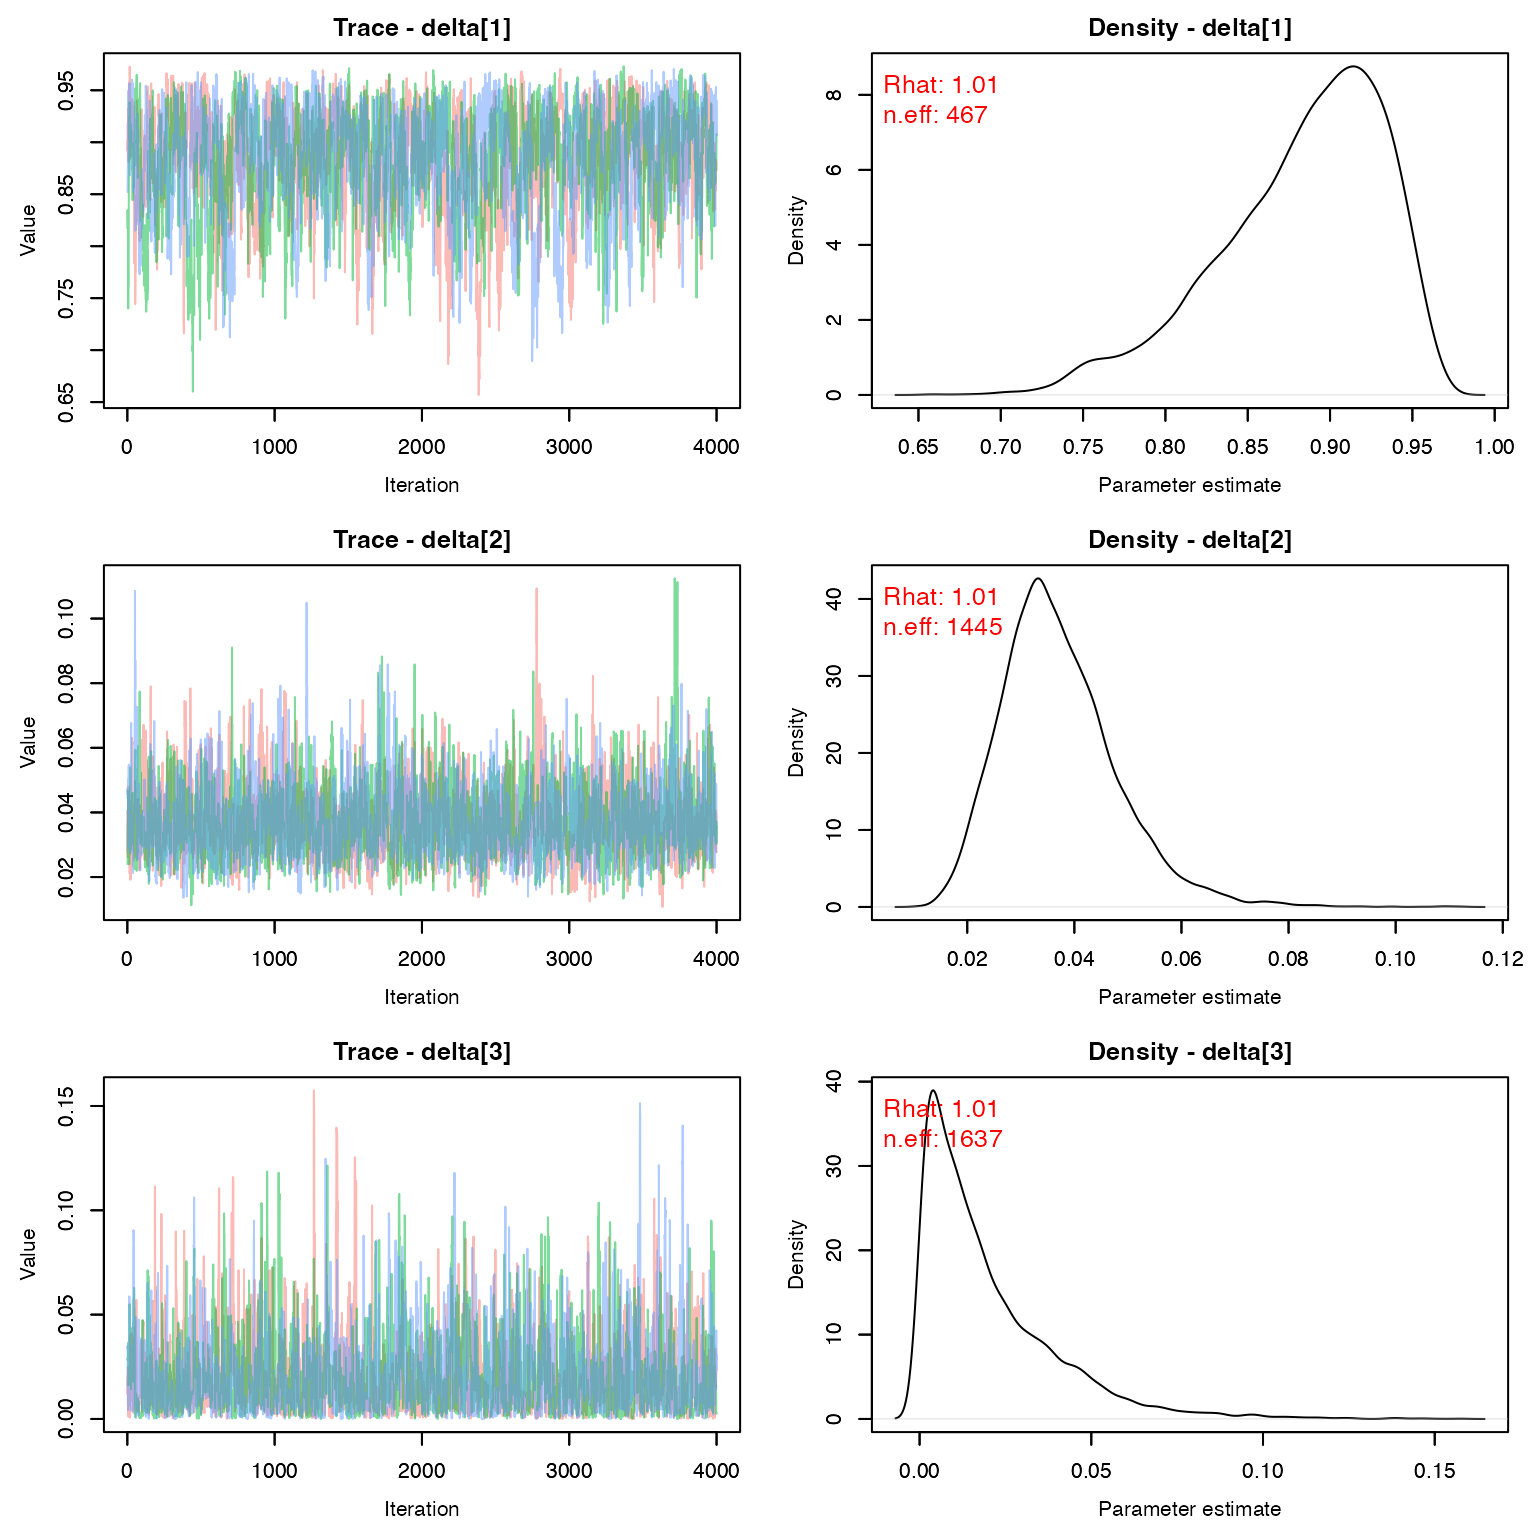 Trace - delta[1]
Value
0.65 0.75 0.85 0.95
0 1000 2000 3000 4000
Iteration
Density - delta[1]
Rhat: 1.01
n.eff: 467
Density
0 2 4 6 8
0.65 0.70 0.75 0.80 0.85 0.90 0.95 1.00
Parameter estimate
Trace - delta[2]
Value
0.02 0.04 0.06 0.08 0.10
0 1000 2000 3000 4000
Iteration
Density - delta[2]
Rhat: 1.01
n.eff: 1445
Density
0 10 20 30 40
0.02 0.04 0.06 0.08 0.10 0.12
Parameter estimate
Trace - delta[3]
Value
0.00 0.05 0.10 0.15
0 1000 2000 3000 4000
Iteration
Density - delta[3]
Rhat: 1.01
n.eff: 1637
Density
0 10 20 30 40
0.00 0.05 0.10 0.15
Parameter estimate